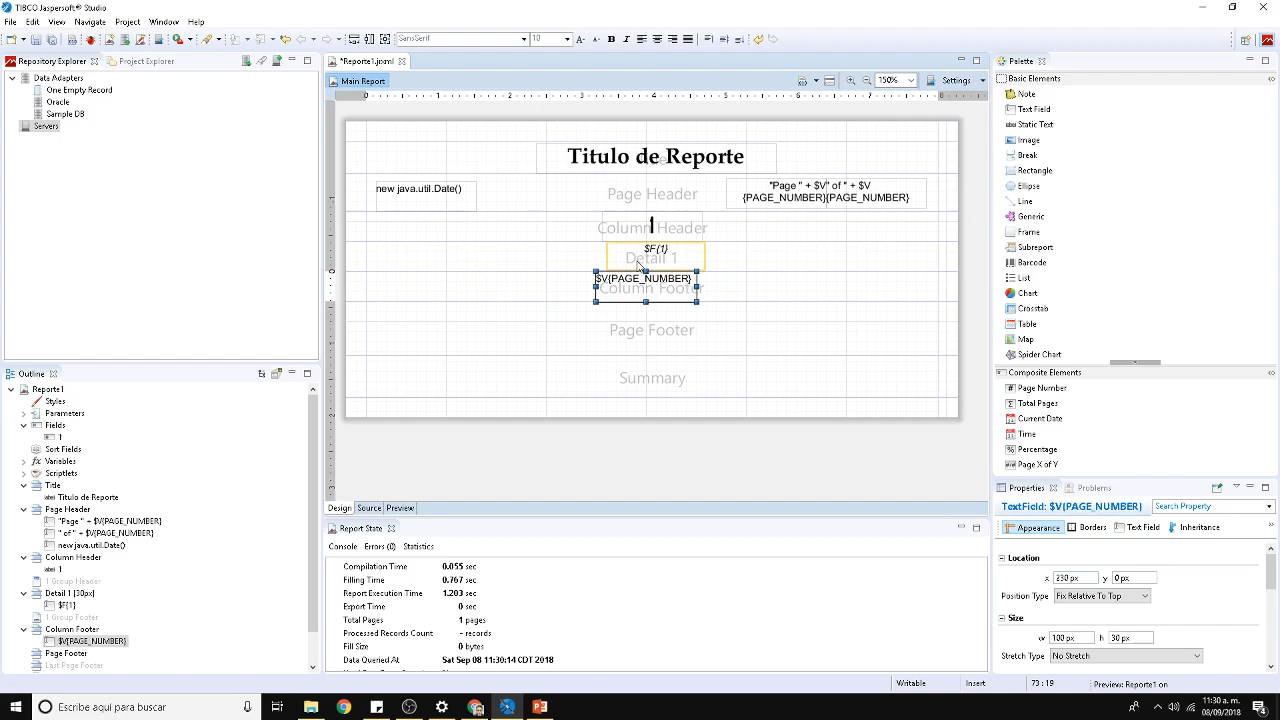 TIBCO Jaspersoft® Studio
File Edit View Navigate Project Window Help
SansSerif 10
Repository Explorer Project Explorer
Data Adapters
One Empty Record
Oracle
Sample DB
Servers
Outline
Reporte1
Styles
Parameters
Fields
1
Sort Fields
Variables
Scriptlets
Title
Titulo de Reporte
Page Header
"Page " + $V{PAGE_NUMBER}
" of " + $V{PAGE_NUMBER}
new java.util.Date()
Column Header
1
1 Group Header
Detail 1 [30px]
$F{1}
1 Group Footer
Column Footer
$V{PAGE_NUMBER}
Page Footer
Last Page Footer
*Reporte1.jrxml
Main Report
150%
Settings
0 1 2 3 4 5 6 7 8
Titulo de Reporte
new java.util.Date()
Page Header
"Page " + $V" of " + $V
{PAGE_NUMBER}{PAGE_NUMBER}
Column Header
1
$F{1}
Detail 1
$V{PAGE_NUMBER}
Column Footer
Page Footer
Summary
Design Source Preview
Report State
Console Errors (0) Statistics
Compilation Time 0.055 sec
Filling Time 0.767 sec
Report Execution Time 1.203 sec
Export Time 0 sec
Total Pages 1 pages
Processed Records Count - records
Fill Size 0 bytes
Data Queried At Sat Sep 08 11:30:14 CDT 2018
Palette
Basic Elements
Note
Text Field
Static Text
Image
Break
Rectangle
Ellipse
Line
Generic
Frame
Subreport
Barcode
List
Chart
Crosstab
Table
Map
Spider Chart
Composite Elements
Page Number
Total Pages
Current Date
Time
Percentage
Page X of Y
Properties Problems
TextField: $V{PAGE_NUMBER} Search Property
Appearance Borders Text Field Inheritance
Location
x 230 px y 0 px
Position Type Fix Relative To Top
Size
w 100 px h 30 px
Stretch Type No Stretch
Writable Insert 73 : 19 Preview: Reporte1 on
Escribe aquí para buscar
11:30 a. m.
08/09/2018